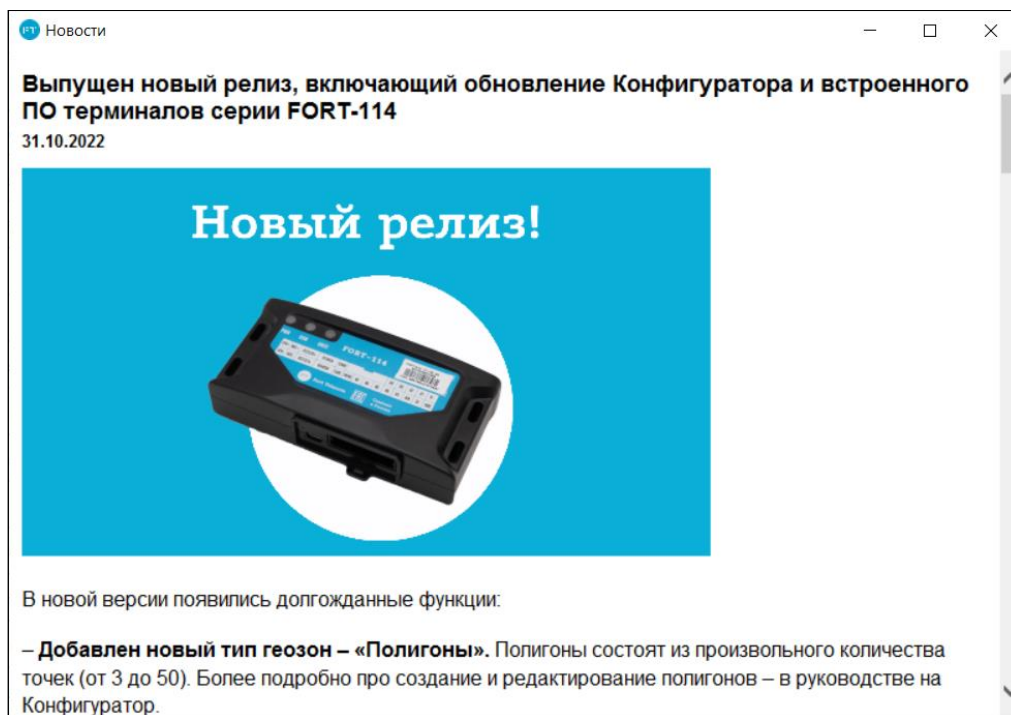 FT Новости
Выпущен новый релиз, включающий обновление Конфигуратора и встроенного
ПО терминалов серии FORT-114
31.10.2022
Новый релиз!
FORT-114
В новой версии появились долгожданные функции:
– Добавлен новый тип геозон – «Полигоны». Полигоны состоят из произвольного количества
точек (от 3 до 50). Более подробно про создание и редактирование полигонов – в руководстве на
Конфигуратор.